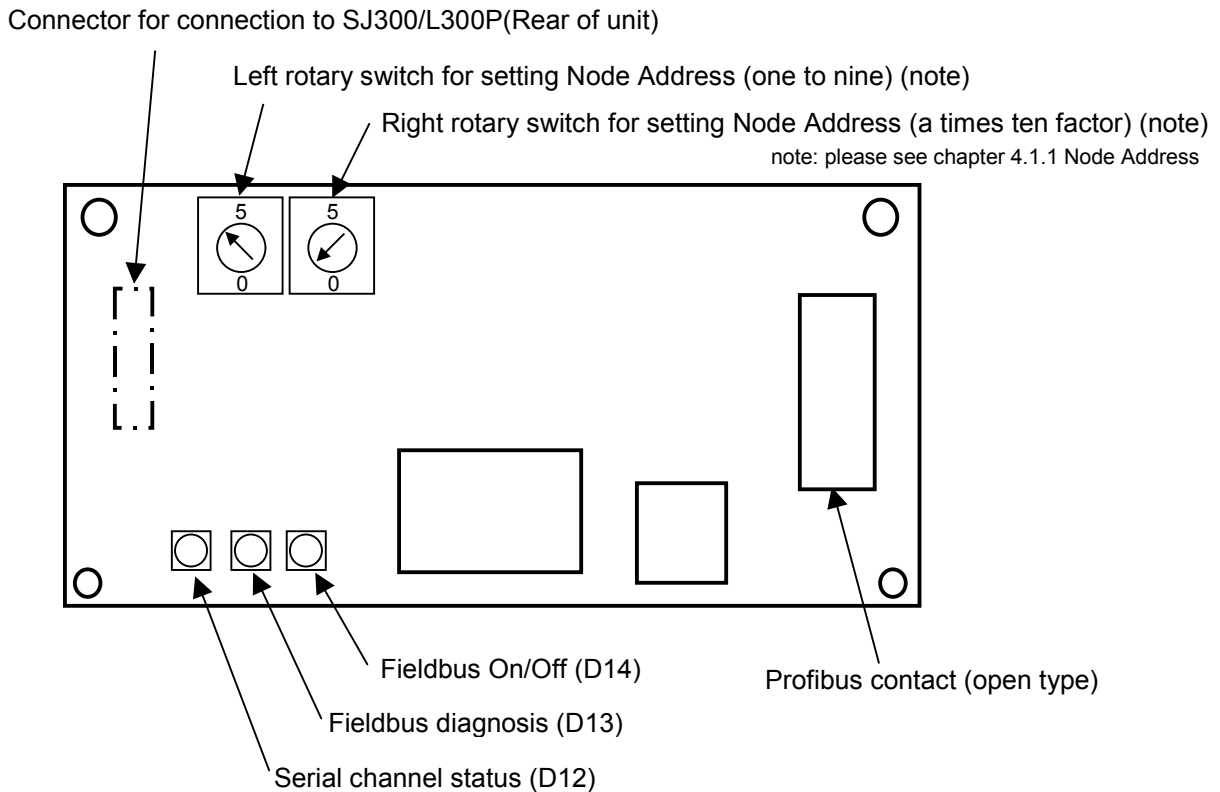 Connector for connection to SJ300/L300P(Rear of unit)
Left rotary switch for setting Node Address (one to nine) (note)
Right rotary switch for setting Node Address (a times ten factor) (note)
note: please see chapter 4.1.1 Node Address
5 5
0 0
Fieldbus On/Off (D14)
Profibus contact (open type)
Fieldbus diagnosis (D13)
Serial channel status (D12)